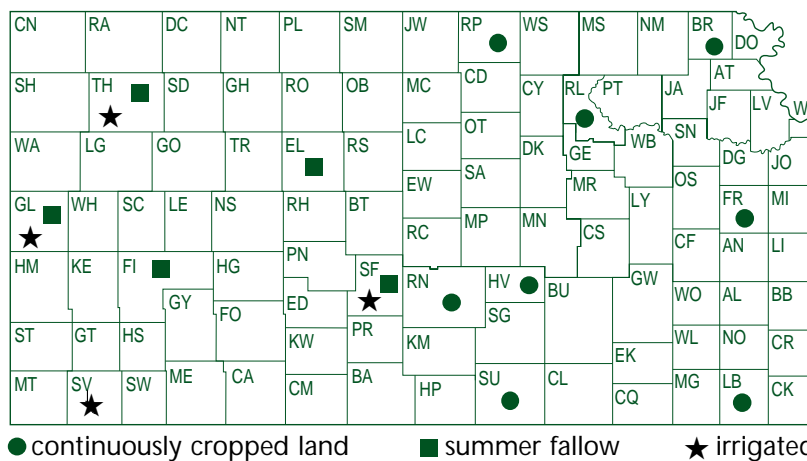 CN RA DC NT PL SM JW RP WS MS NM BR DO
SH TH SD GH RO OB MC CD CY RL PT JA AT
JF LV W
WA LG GO TR EL RS LC OT DK GE WB SN DG JO
GL WH SC LE NS RH BT EW SA MR LY OS FR MI
RC MP MN CS CF AN LI
HM KE FI HG PN SF RN HV BU GW
GY ED SG WO AL BB
ST GT HS FO KW PR KM EK WL NO CR
MT SV SW ME CA CM BA HP SU CL CQ MG LB CK
continuously cropped land summer fallow irrigated